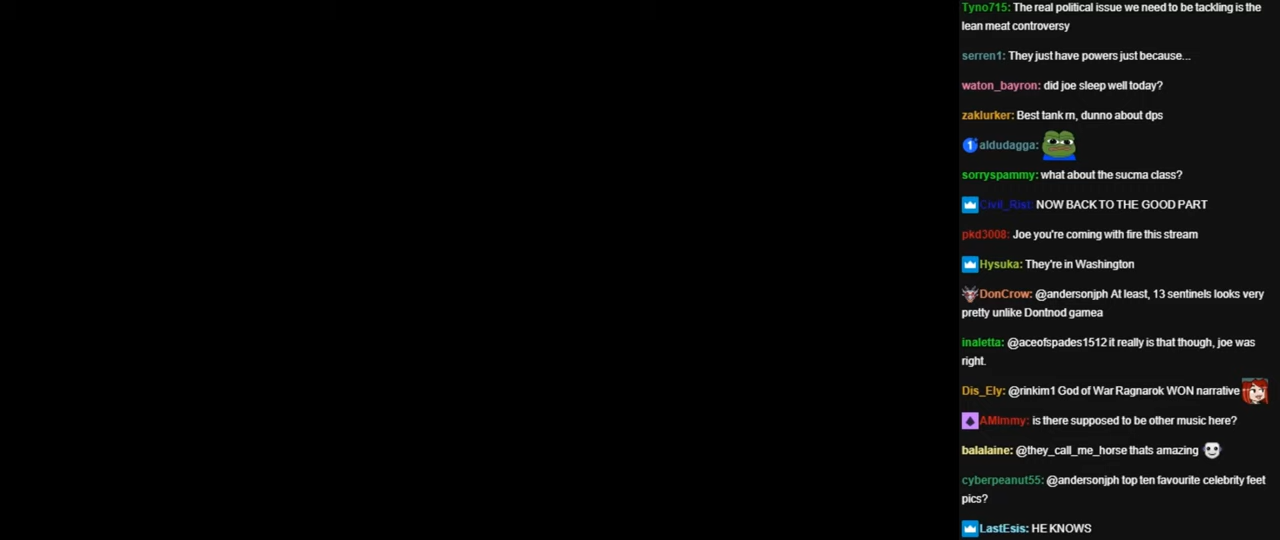 Tyno715: The real political issue we need to be tackling is the
lean meat controversy
serren1: They just have powers just because...
waton_bayron: did joe sleep well today?
zaklurker: Best tank rn, dunno about dps
aldudagga:
sorryspammy: what about the sucma class?
Civil_Rist: NOW BACK TO THE GOOD PART
pkd3008: Joe you're coming with fire this stream
Hysuka: They're in Washington
DonCrow: @andersonjph At least, 13 sentinels looks very
pretty unlike Dontnod gamea
inaletta: @aceofspades1512 it really is that though, joe was
right.
Dis_Ely: @rinkim1 God of War Ragnarok WON narrative
AMImmy: is there supposed to be other music here?
balalaine: @they_call_me_horse thats amazing
cyberpeanut55: @andersonjph top ten favourite celebrity feet
pics?
LastEsis: HE KNOWS